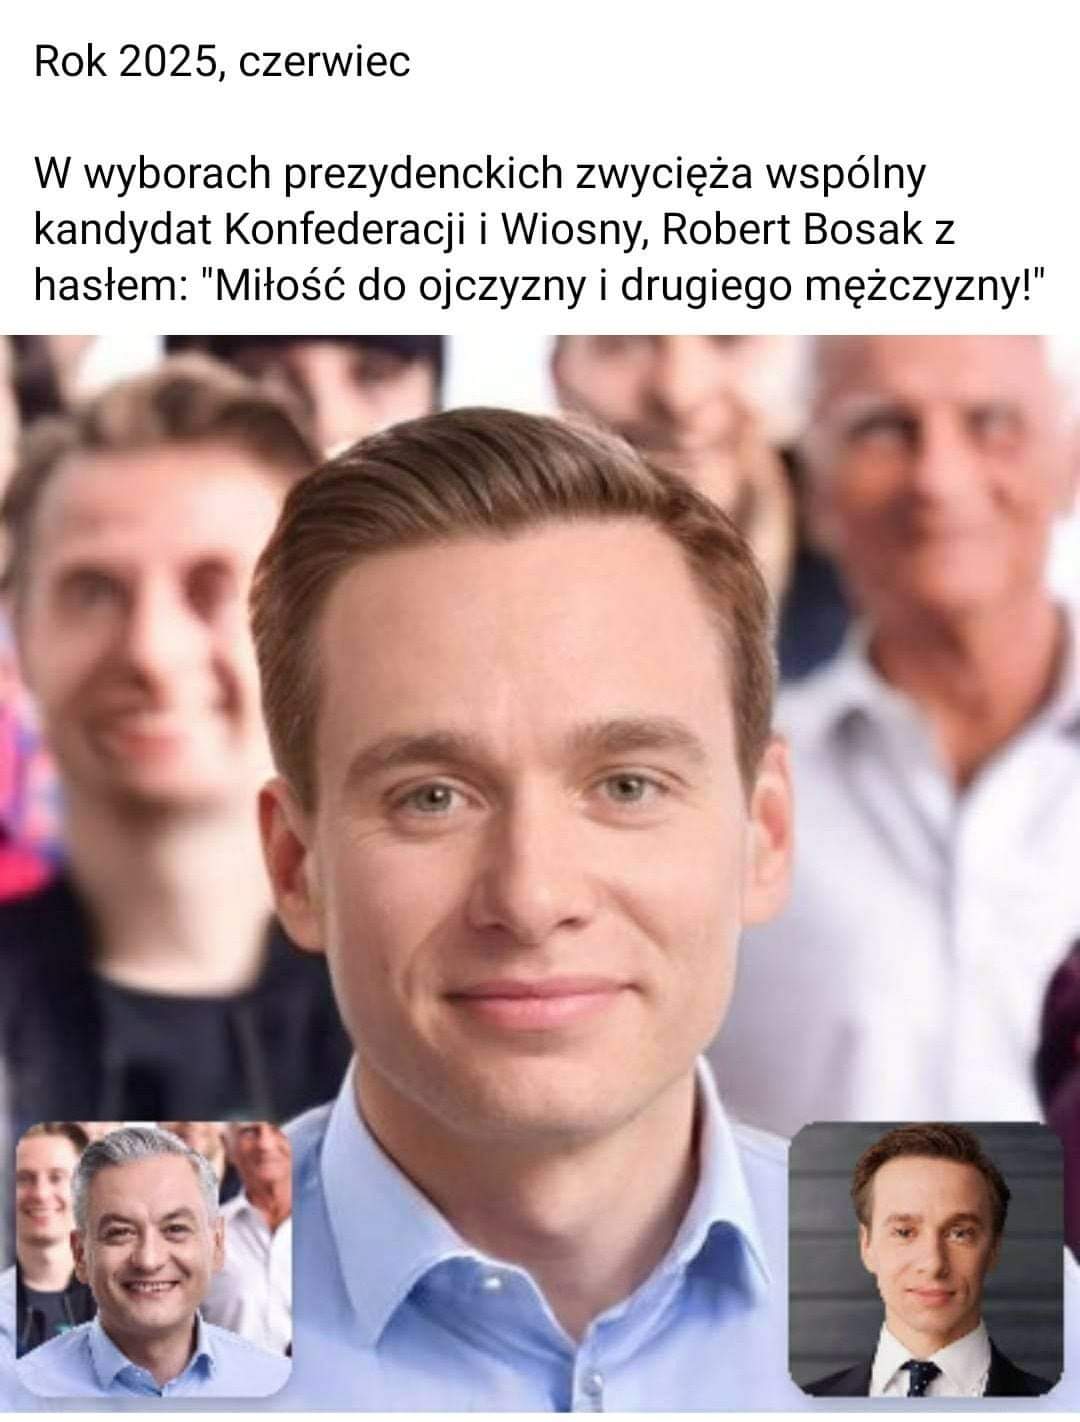 Rok 2025, czerwiec
W wyborach prezydenckich zwycięża wspólny
kandydat Konfederacji i Wiosny, Robert Bosak z
hasłem: "Miłość do ojczyzny i drugiego mężczyzny!"